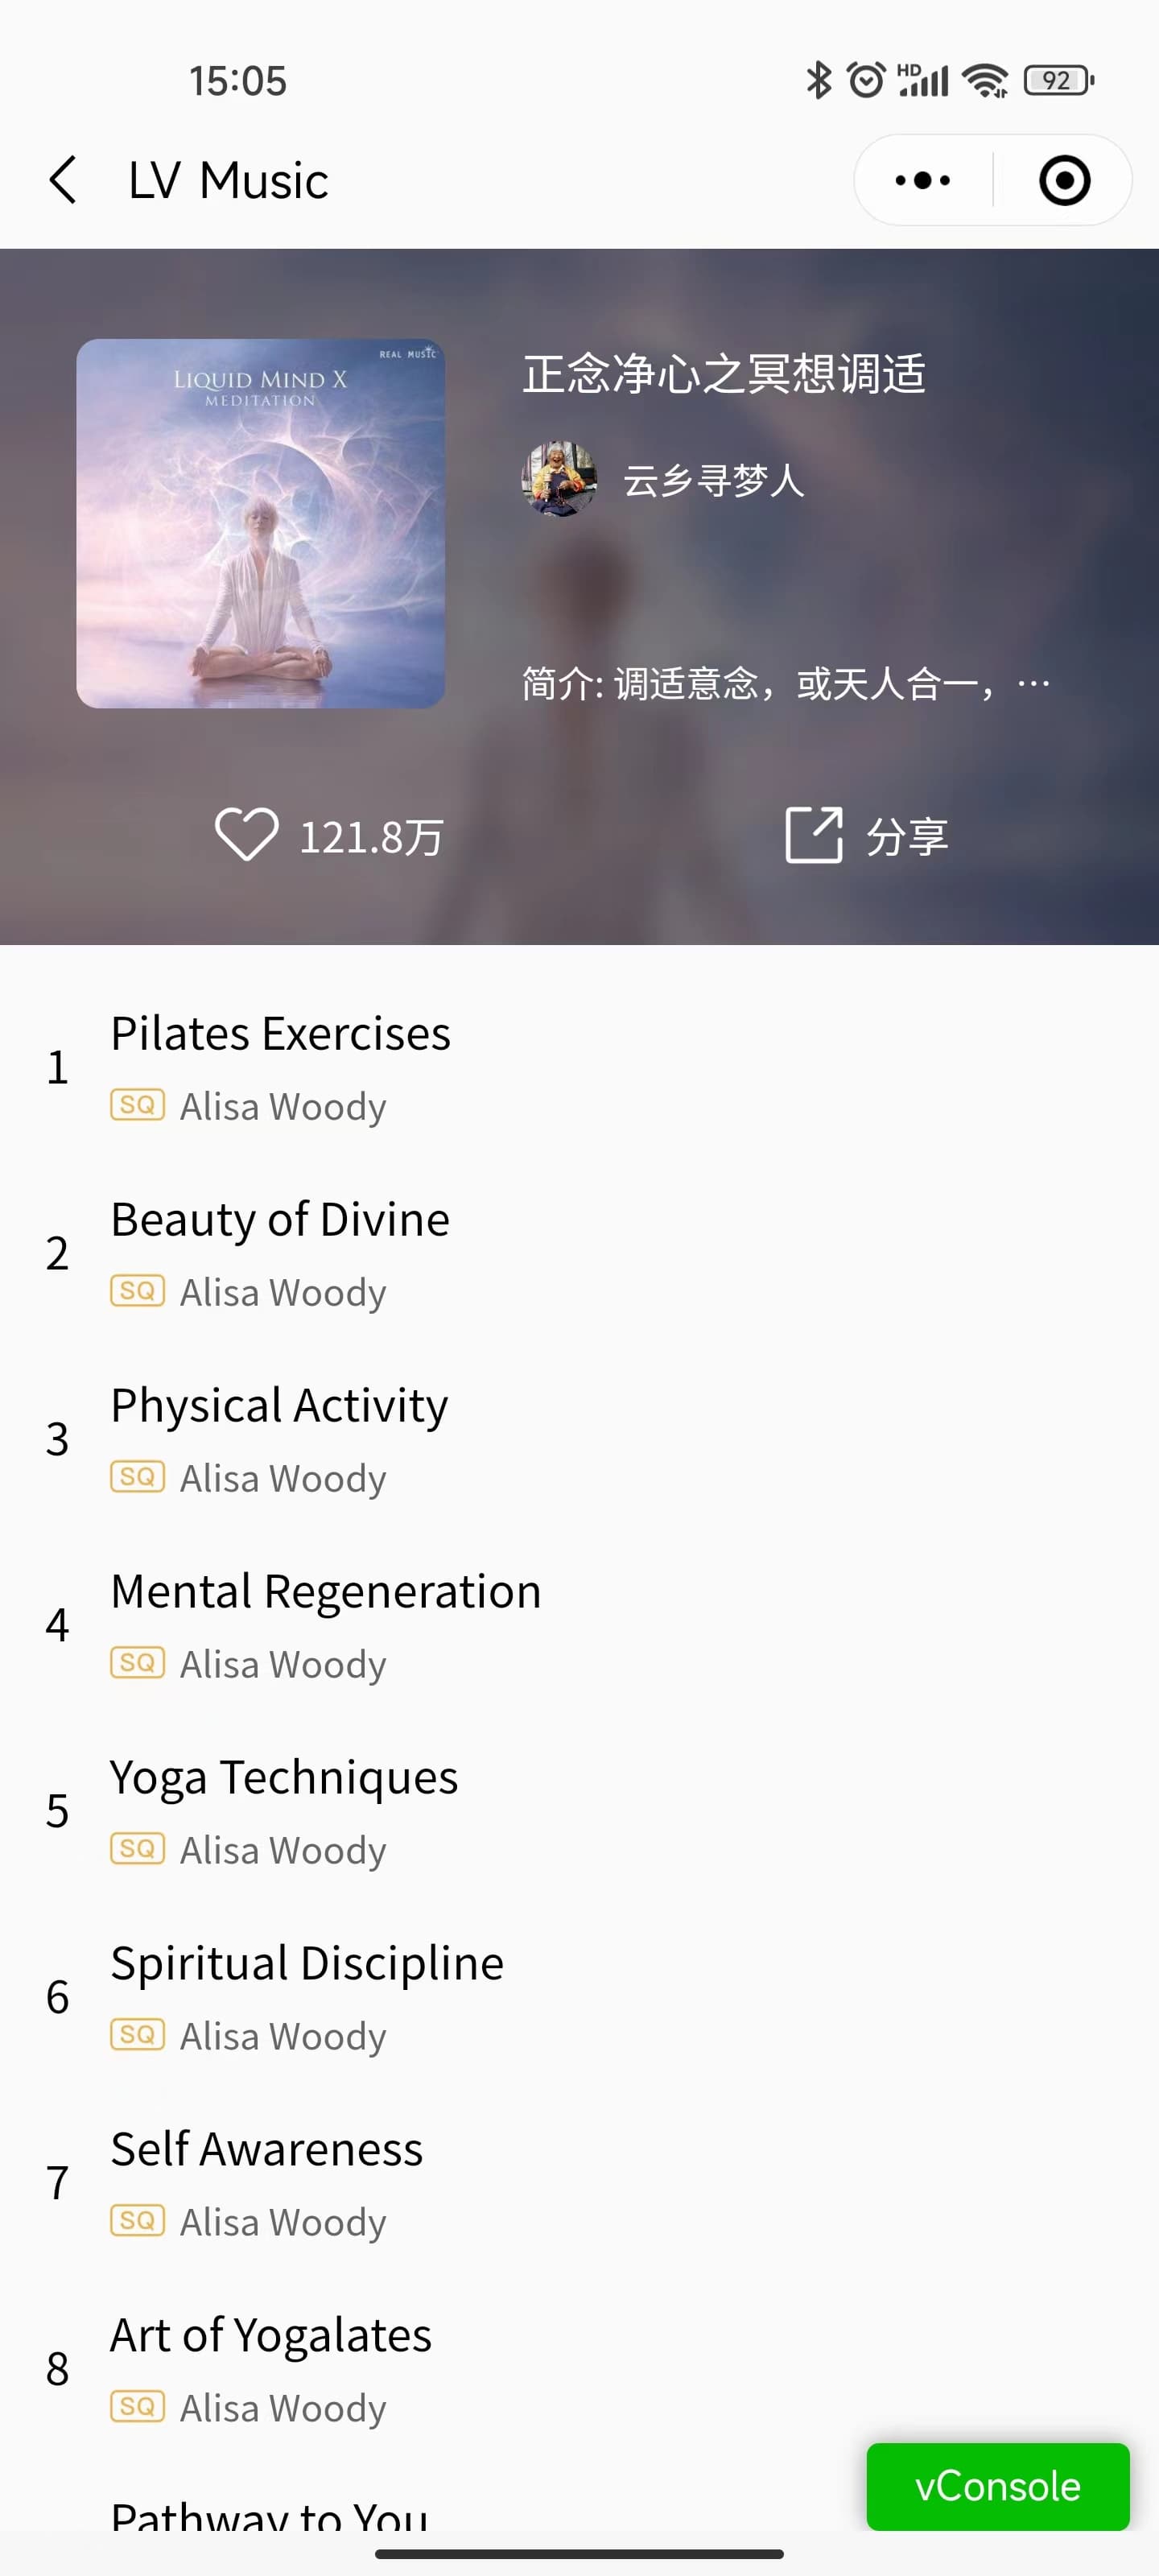 15:05
HD
92
LV Music
REAL MUSIC
LIQUID MIND X
MEDITATION
正念净心之冥想调适
云乡寻梦人
简介: 调适意念，或天人合一，…
121.8万
分享
1
Pilates Exercises
SQ Alisa Woody
2
Beauty of Divine
SQ Alisa Woody
3
Physical Activity
SQ Alisa Woody
4
Mental Regeneration
SQ Alisa Woody
5
Yoga Techniques
SQ Alisa Woody
6
Spiritual Discipline
SQ Alisa Woody
7
Self Awareness
SQ Alisa Woody
8
Art of Yogalates
SQ Alisa Woody
Pathway to You
vConsole